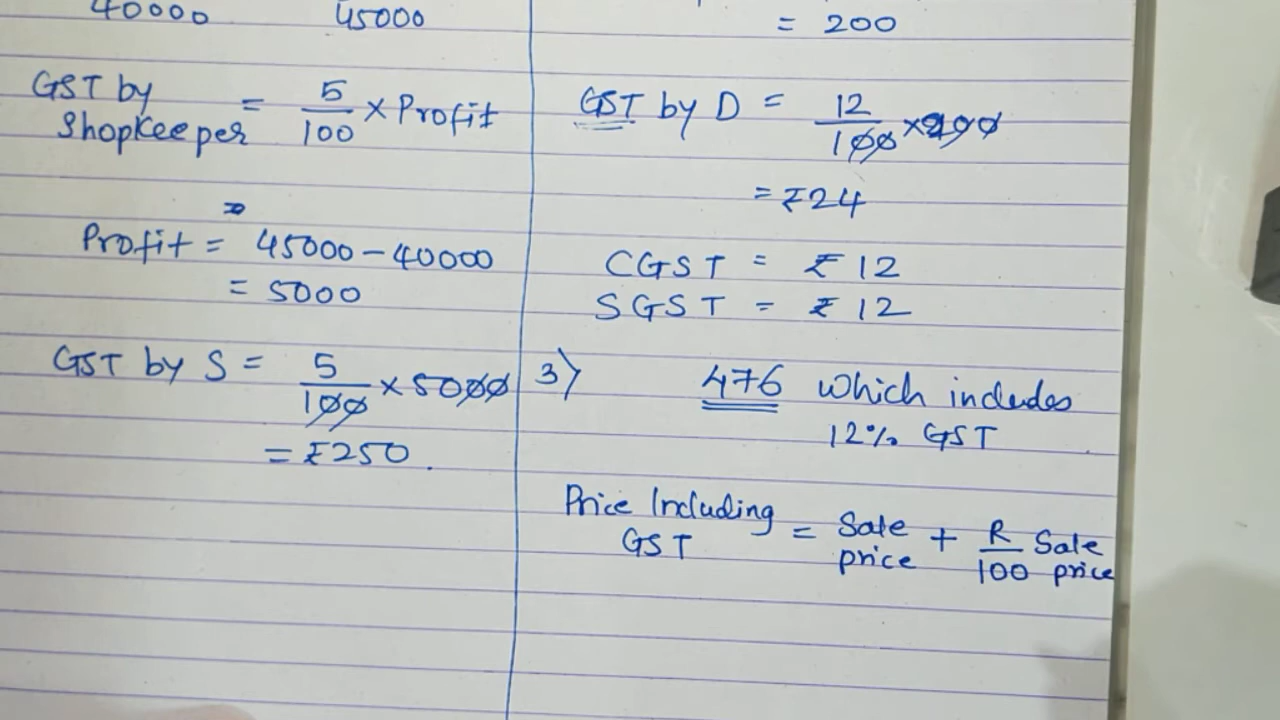 40000 45000
GST by
Shopkeeper = 5/100 × Profit
Profit = 45000 - 40000
= 5000
GST by S = 5/100 × 5000
= ₹250.
= 200
GST by D = 12/100 × 200
= ₹24
CGST = ₹12
SGST = ₹12
3) 476 which includes
12% GST
Price Including
GST = Sale price + R/100 Sale price